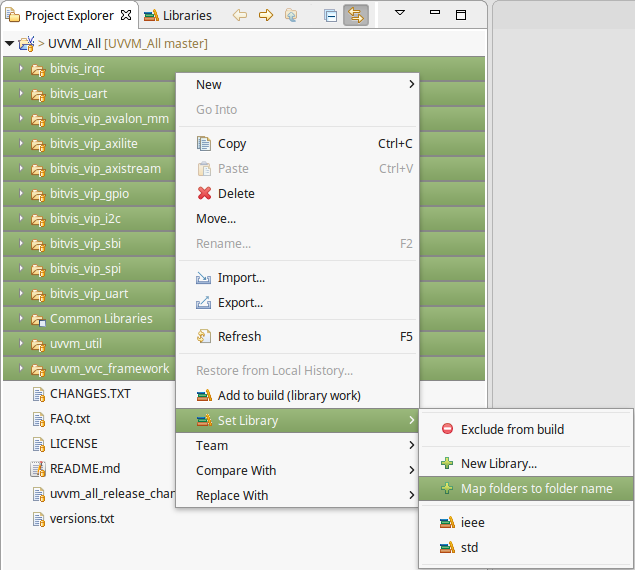 Project Explorer
Libraries
> UVVM_All [UVVM_All master]
bitvis_irqc
bitvis_uart
bitvis_vip_avalon_mm
bitvis_vip_axilite
bitvis_vip_axistream
bitvis_vip_gpio
bitvis_vip_i2c
bitvis_vip_sbi
bitvis_vip_spi
bitvis_vip_uart
Common Libraries
uvvm_util
uvvm_vvc_framework
CHANGES.TXT
FAQ.txt
LICENSE
README.md
uvvm_all_release_chan
versions.txt
New
Go Into
Copy Ctrl+C
Paste Ctrl+V
Delete
Move...
Rename... F2
Import...
Export...
Refresh F5
Restore from Local History...
Add to build (library work)
Set Library
Team
Compare With
Replace With
Exclude from build
New Library...
Map folders to folder name
ieee
std